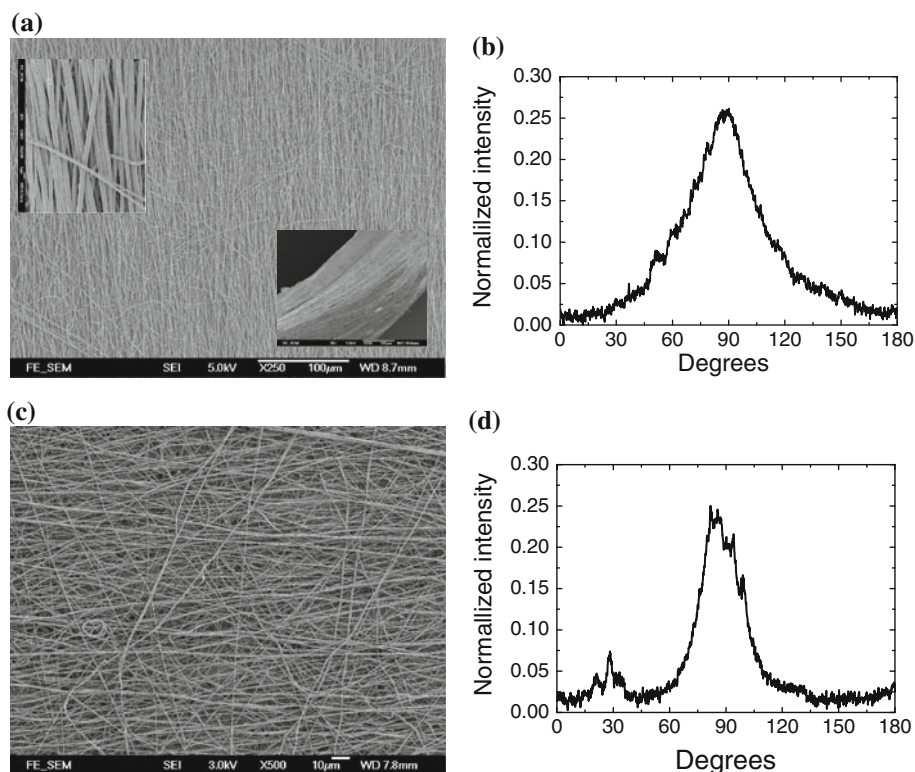 (a)
FE_SEM SEI 5.0kV X250 100μm WD 8.7mm
(b)
Normalilzed intensity
0.30
0.25
0.20
0.15
0.10
0.05
0.00
0 30 60 90 120 150 180
Degrees
(c)
FE_SEM SEI 3.0kV X500 10μm WD 7.8mm
(d)
Normallized intensity
0.30
0.25
0.20
0.15
0.10
0.05
0.00
0 30 60 90 120 150 180
Degrees